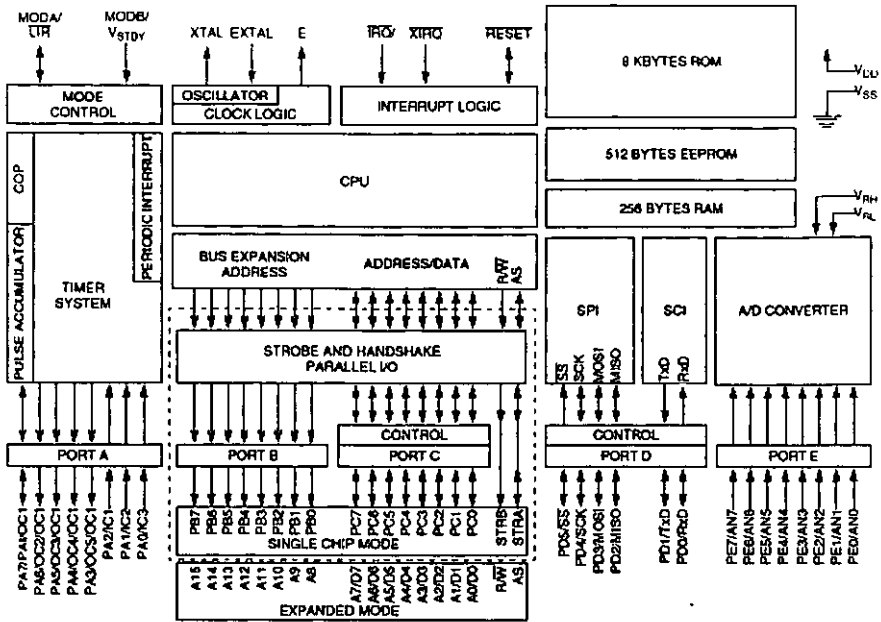 MODA/
LIR
MODB/
VSTBY
XTAL EXTAL E
IRQ/ XIRQ RESET
8 KBYTES ROM
VDD
VSS
MODE
CONTROL
OSCILLATOR
CLOCK LOGIC
INTERRUPT LOGIC
COP
PULSE ACCUMULATOR
TIMER
SYSTEM
PERIODIC INTERRUPT
CPU
512 BYTES EEPROM
256 BYTES RAM
VRH
VRL
BUS EXPANSION
ADDRESS
ADDRESS/DATA
R/W
AS
STROBE AND HANDSHAKE
PARALLEL I/O
SPI
SS
SCK
MOSI
MISO
SCI
TxD
RxD
A/D CONVERTER
PORT A
PORT B
CONTROL
PORT C
CONTROL
PORT D
PORT E
PA7/PAI/OC1
PA6/OC2/OC1
PA5/OC3/OC1
PA4/OC4/OC1
PA3/OC5/OC1
PA2/IC1
PA1/IC2
PA0/IC3
PB7
PB6
PB5
PB4
PB3
PB2
PB1
PB0
PC7
PC6
PC5
PC4
PC3
PC2
PC1
PC0
STRB
STRA
SINGLE CHIP MODE
A15
A14
A13
A12
A11
A10
A9
A8
A7/D7
A6/D6
A5/D5
A4/D4
A3/D3
A2/D2
A1/D1
A0/D0
R/W
AS
EXPANDED MODE
PD5/SS
PD4/SCK
PD3/MOSI
PD2/MISO
PD1/TxD
PD0/RxD
PE7/AN7
PE6/AN6
PE5/AN5
PE4/AN4
PE3/AN3
PE2/AN2
PE1/AN1
PE0/AN0